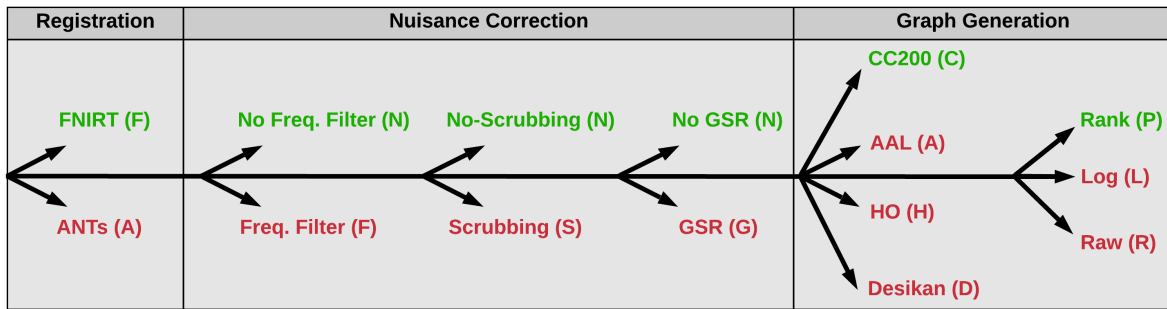 Registration
Nuisance Correction
Graph Generation
CC200 (C)
FNIRT (F)
No Freq. Filter (N)
No-Scrubbing (N)
No GSR (N)
Rank (P)
AAL (A)
Log (L)
HO (H)
ANTs (A)
Freq. Filter (F)
Scrubbing (S)
GSR (G)
Raw (R)
Desikan (D)